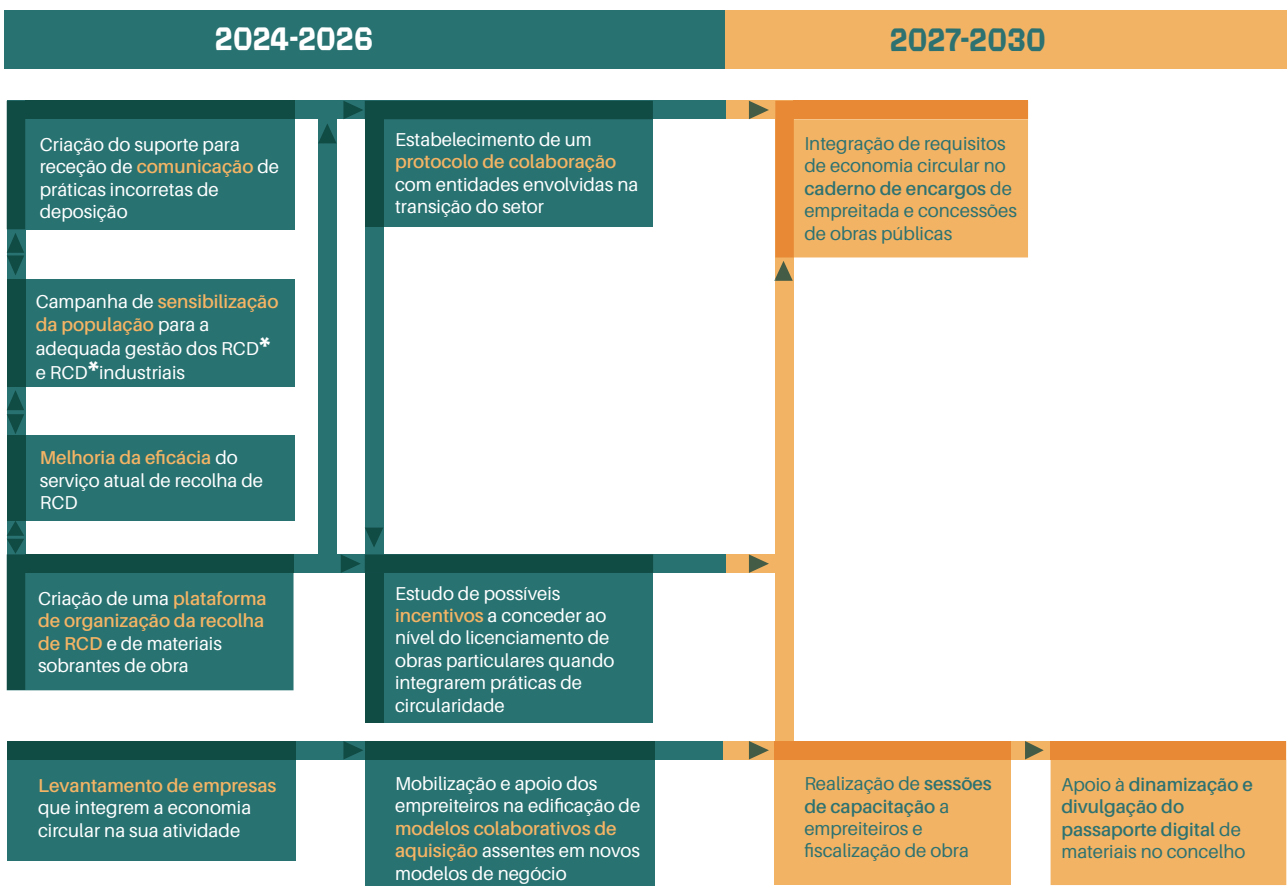 2024-2026
2027-2030
Criação do suporte para
receção de comunicação de
práticas incorretas de
deposição
Estabelecimento de um
protocolo de colaboração
com entidades envolvidas na
transição do setor
Integração de requisitos
de economia circular no
caderno de encargos de
empreitada e concessões
de obras públicas
Campanha de sensibilização
da população para a
adequada gestão dos RCD*
e RCD*industriais
Melhoria da eficácia do
serviço atual de recolha de
RCD
Criação de uma plataforma
de organização da recolha
de RCD e de materiais
sobrantes de obra
Estudo de possíveis
incentivos a conceder ao
nível do licenciamento de
obras particulares quando
integrarem práticas de
circularidade
Levantamento de empresas
que integrem a economia
circular na sua atividade
Mobilização e apoio dos
empreiteiros na edificação de
modelos colaborativos de
aquisição assentes em novos
modelos de negócio
Realização de sessões
de capacitação a
empreiteiros e
fiscalização de obra
Apoio à dinamização e
divulgação do
passaporte digital de
materiais no concelho